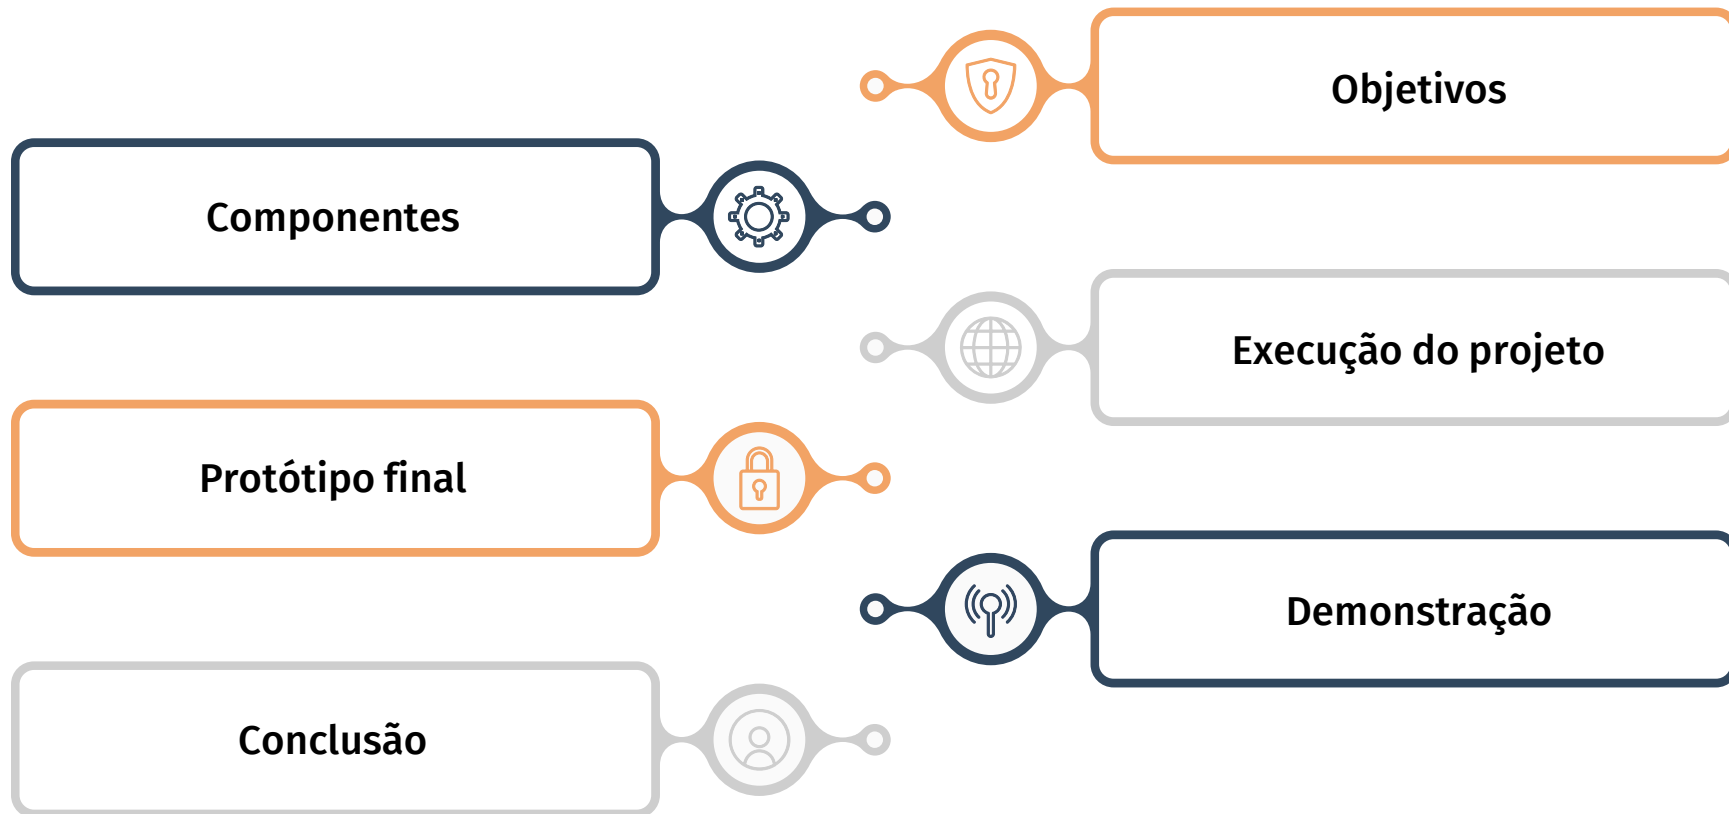 Objetivos
Componentes
Execução do projeto
Protótipo final
Demonstração
Conclusão